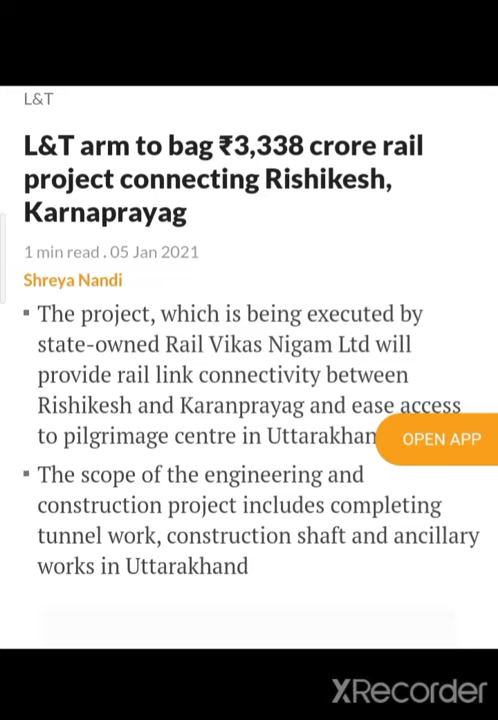 L&T
L&T arm to bag ₹3,338 crore rail
project connecting Rishikesh,
Karnaprayag
1 min read . 05 Jan 2021
Shreya Nandi
▪ The project, which is being executed by
state-owned Rail Vikas Nigam Ltd will
provide rail link connectivity between
Rishikesh and Karanprayag and ease access
to pilgrimage centre in Uttarakhan
OPEN APP
▪ The scope of the engineering and
construction project includes completing
tunnel work, construction shaft and ancillary
works in Uttarakhand
XRecorder